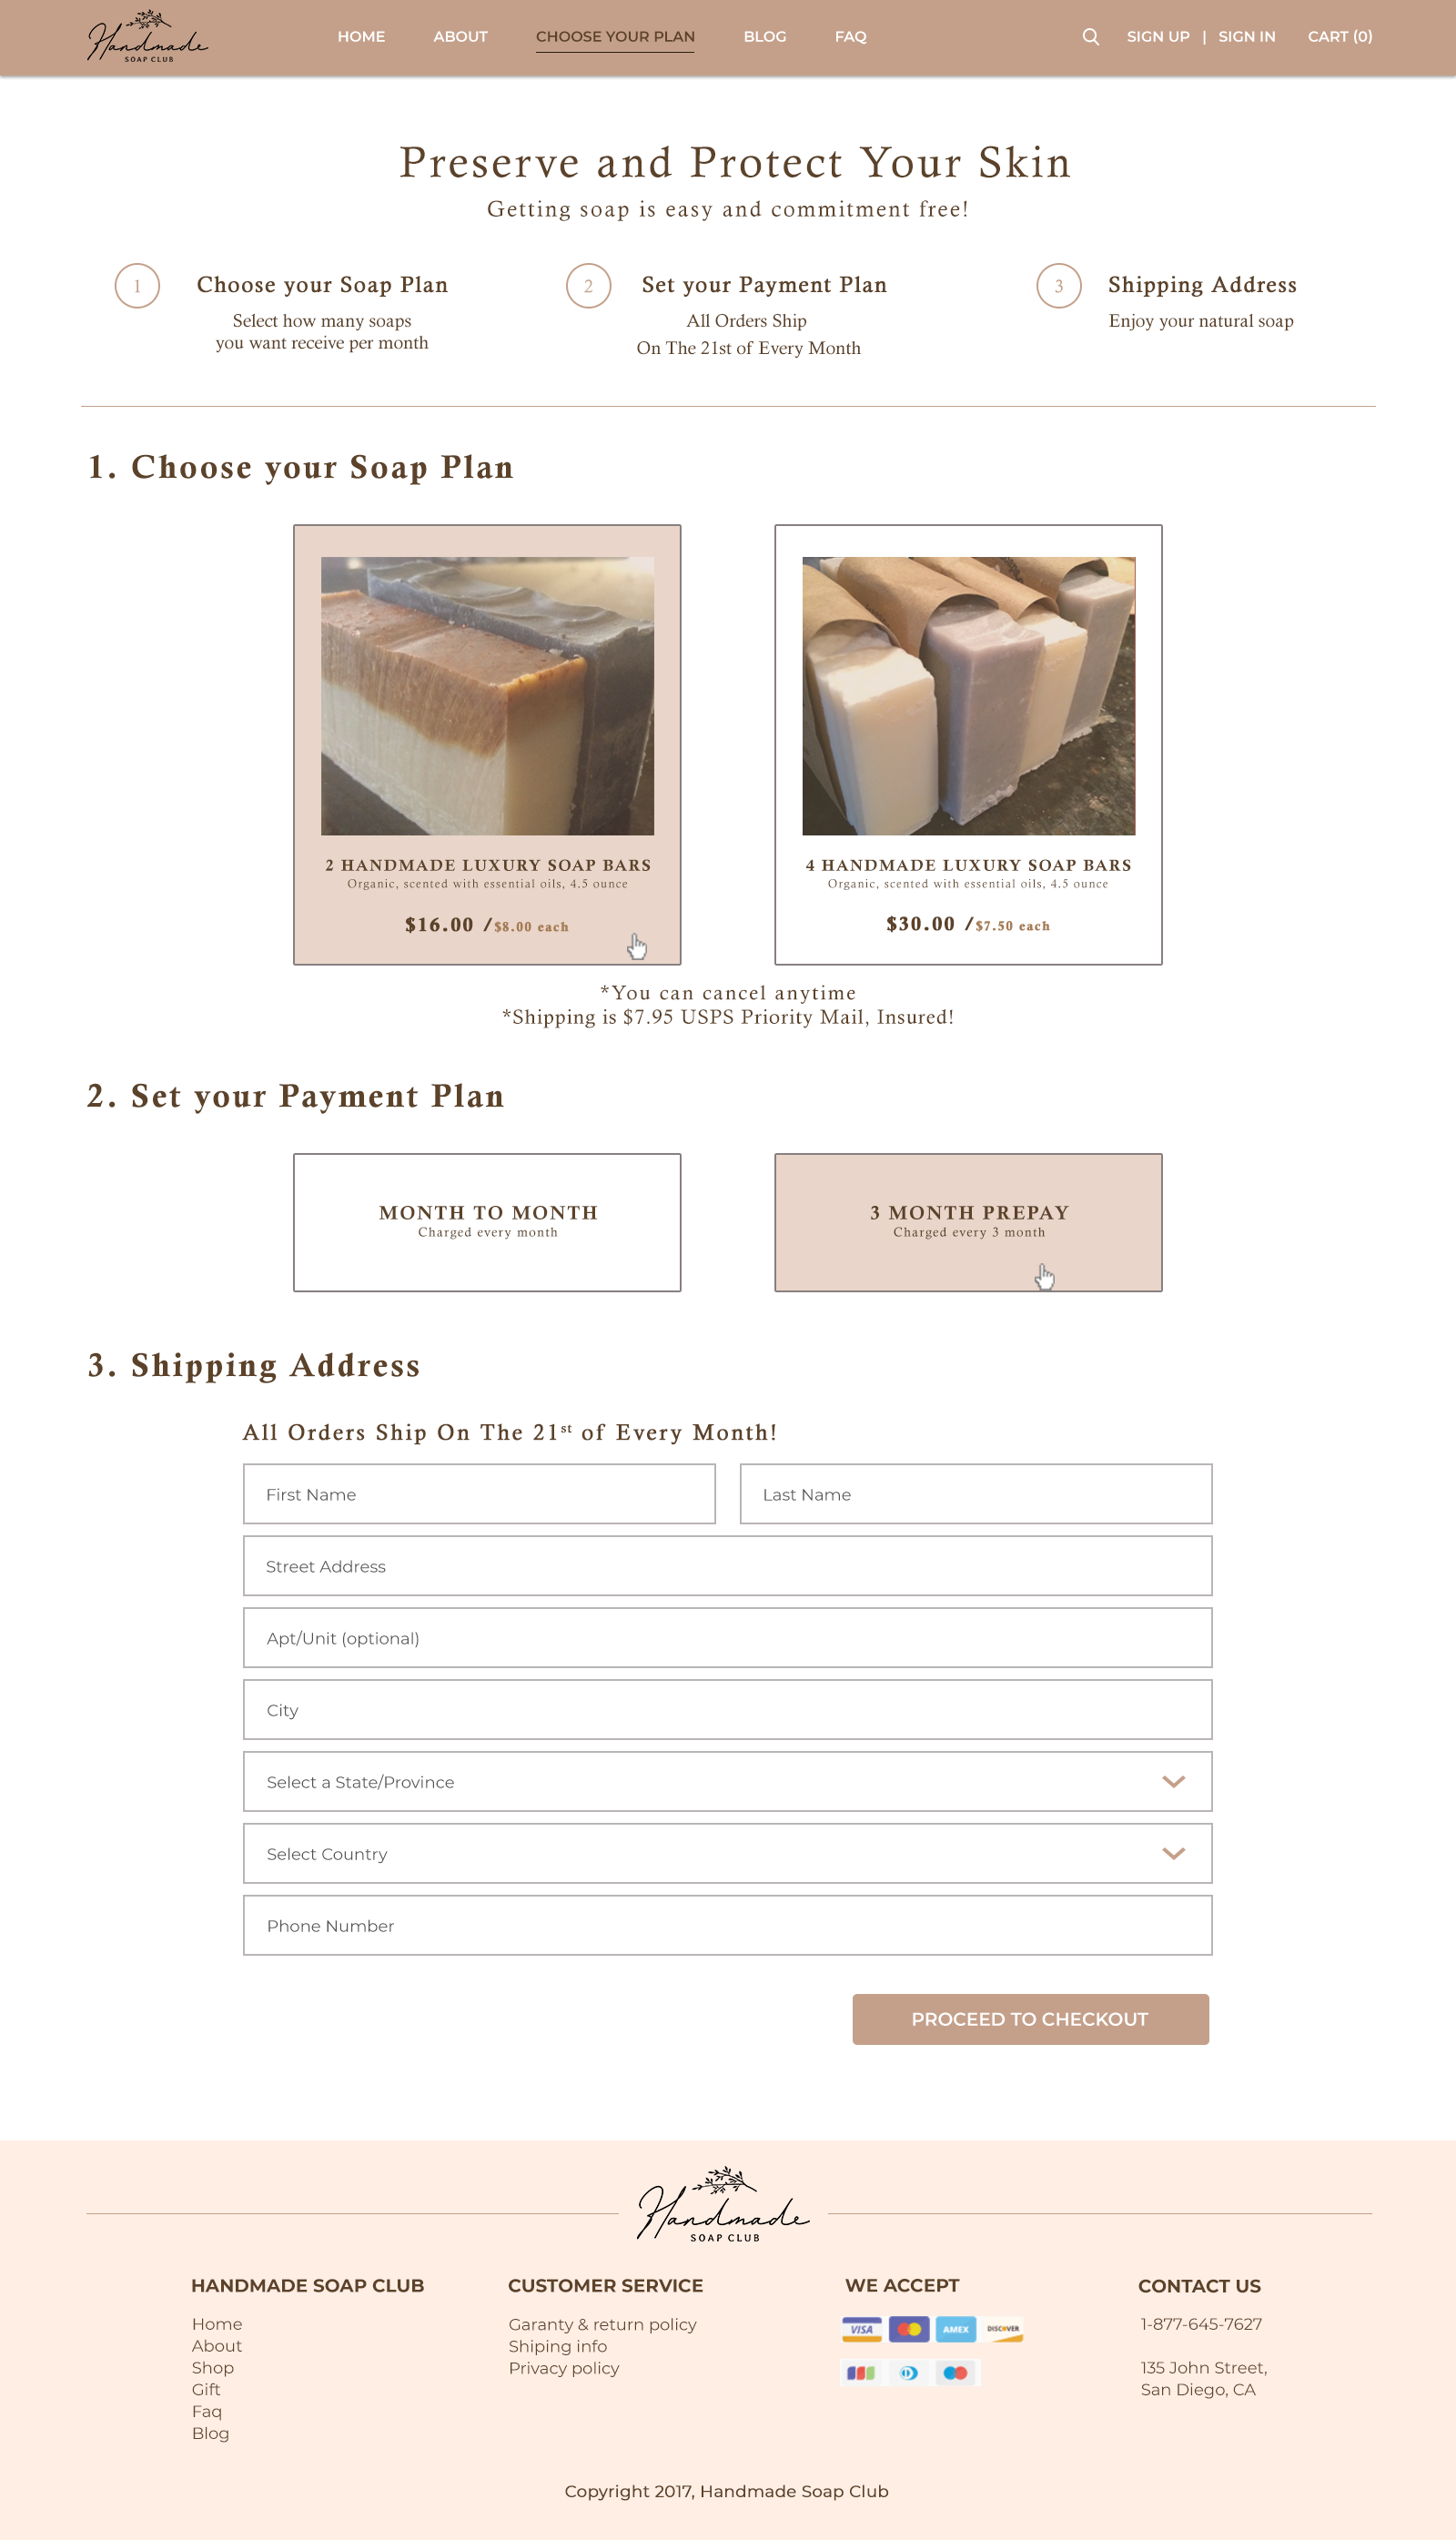 Handmade
SOAP CLUB
HOME ABOUT CHOOSE YOUR PLAN BLOG FAQ SIGN UP | SIGN IN CART (0)
Preserve and Protect Your Skin
Getting soap is easy and commitment free!
1 Choose your Soap Plan
Select how many soaps
you want receive per month
2 Set your Payment Plan
All Orders Ship
On The 21st of Every Month
3 Shipping Address
Enjoy your natural soap
1. Choose your Soap Plan
2 HANDMADE LUXURY SOAP BARS
Organic, scented with essential oils, 4.5 ounce
$16.00 /$8.00 each
4 HANDMADE LUXURY SOAP BARS
Organic, scented with essential oils, 4.5 ounce
$30.00 /$7.50 each
*You can cancel anytime
*Shipping is $7.95 USPS Priority Mail, Insured!
2. Set your Payment Plan
MONTH TO MONTH
Charged every month
3 MONTH PREPAY
Charged every 3 month
3. Shipping Address
All Orders Ship On The 21st of Every Month!
First Name
Last Name
Street Address
Apt/Unit (optional)
City
Select a State/Province
Select Country
Phone Number
PROCEED TO CHECKOUT
Handmade
SOAP CLUB
HANDMADE SOAP CLUB
Home
About
Shop
Gift
Faq
Blog
CUSTOMER SERVICE
Garanty & return policy
Shiping info
Privacy policy
WE ACCEPT
VISA AMEX DISCOVER
CONTACT US
1-877-645-7627
135 John Street,
San Diego, CA
Copyright 2017, Handmade Soap Club